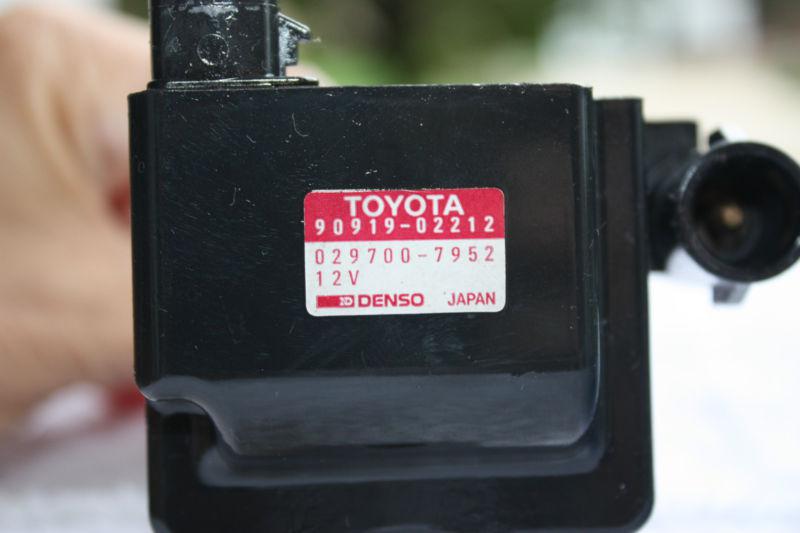 TOYOTA
90919-02212
029700-7952
12V
DENSO JAPAN